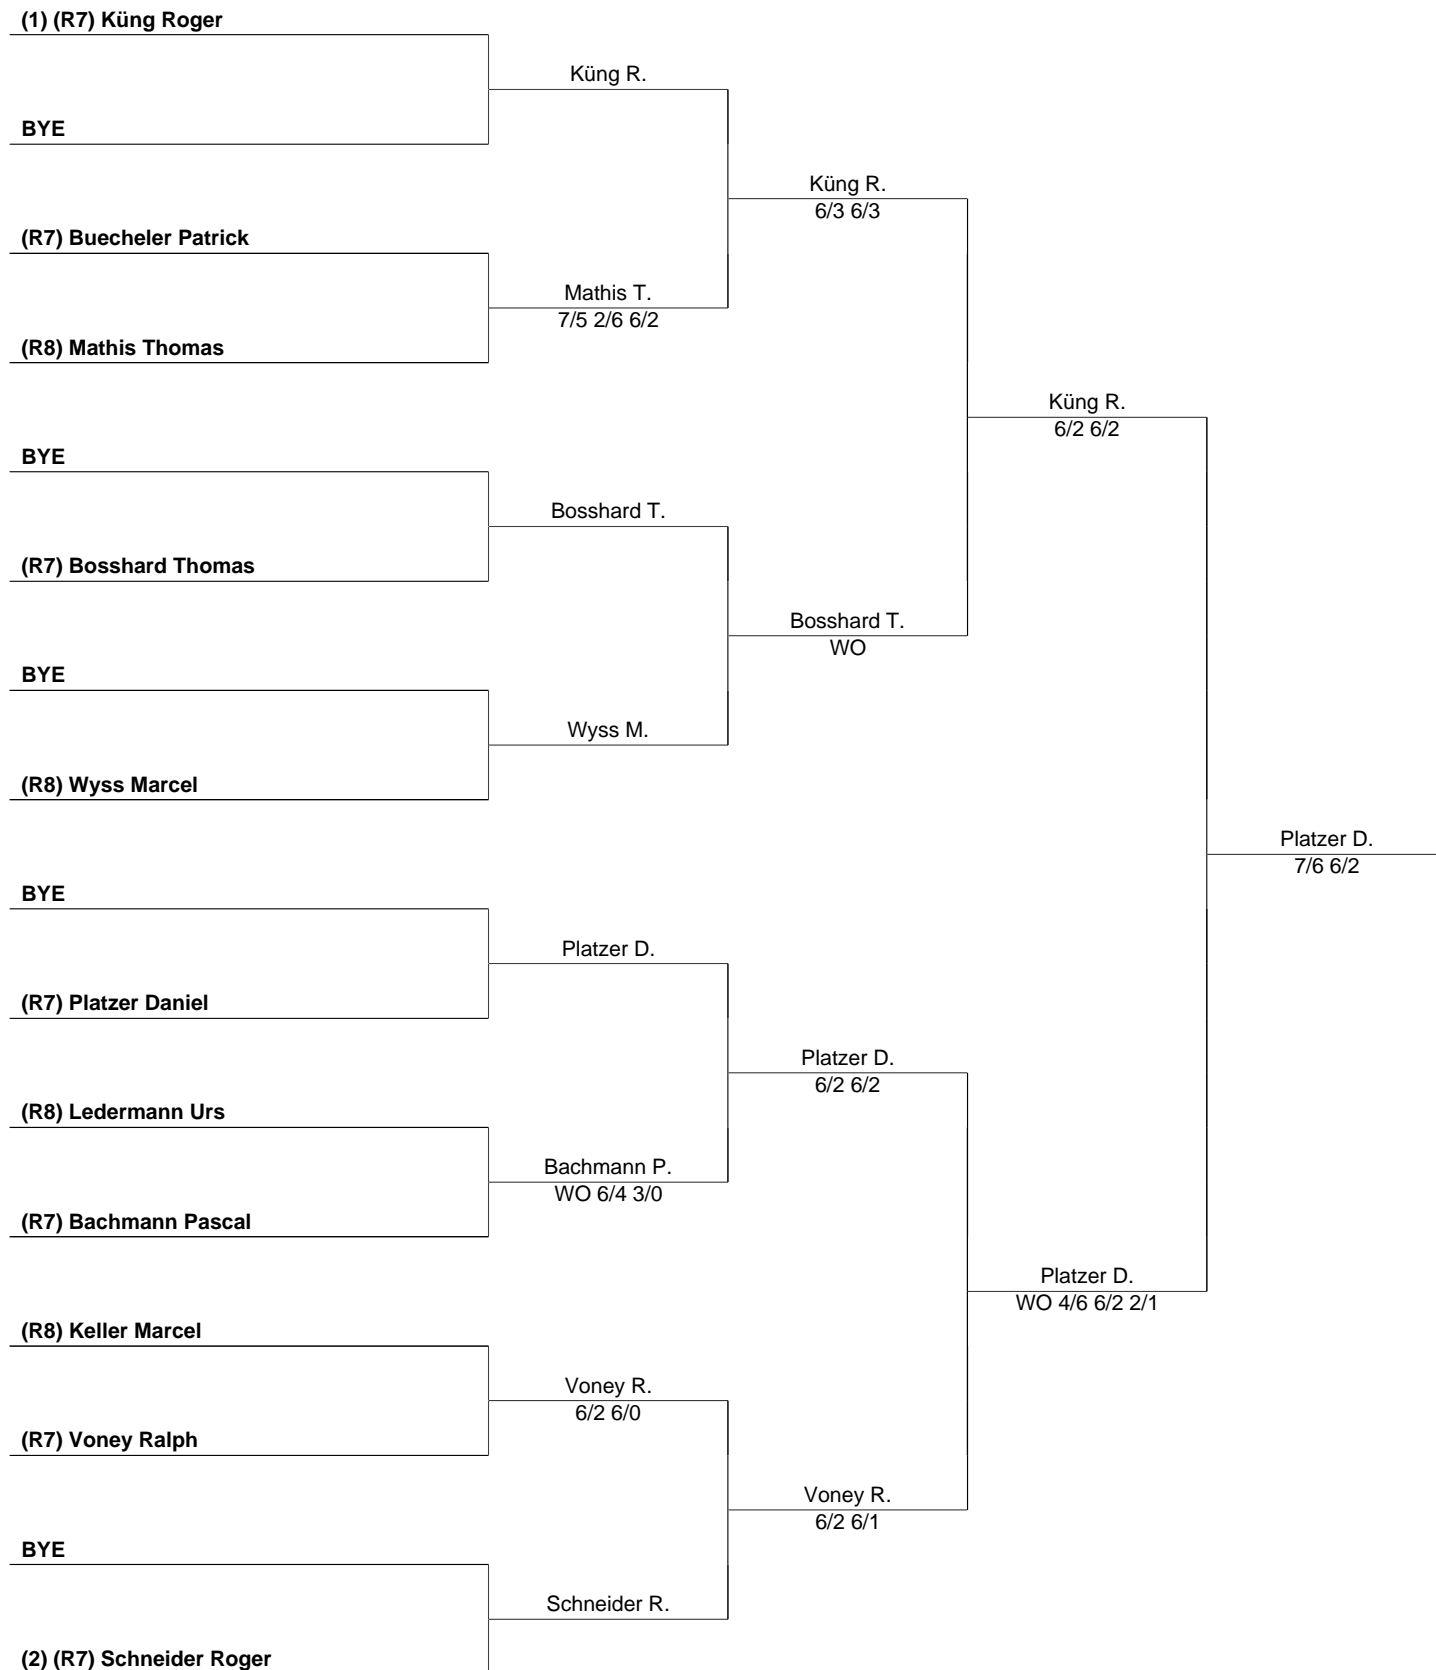 (1) (R7) Küng Roger
Küng R.
BYE
Küng R.
6/3 6/3
(R7) Buecheler Patrick
Mathis T.
7/5 2/6 6/2
(R8) Mathis Thomas
Küng R.
6/2 6/2
BYE
Bosshard T.
(R7) Bosshard Thomas
Bosshard T.
WO
BYE
Wyss M.
(R8) Wyss Marcel
Platzer D.
7/6 6/2
BYE
Platzer D.
(R7) Platzer Daniel
Platzer D.
6/2 6/2
(R8) Ledermann Urs
Bachmann P.
WO 6/4 3/0
(R7) Bachmann Pascal
Platzer D.
WO 4/6 6/2 2/1
(R8) Keller Marcel
Voney R.
6/2 6/0
(R7) Voney Ralph
Voney R.
6/2 6/1
BYE
Schneider R.
(2) (R7) Schneider Roger